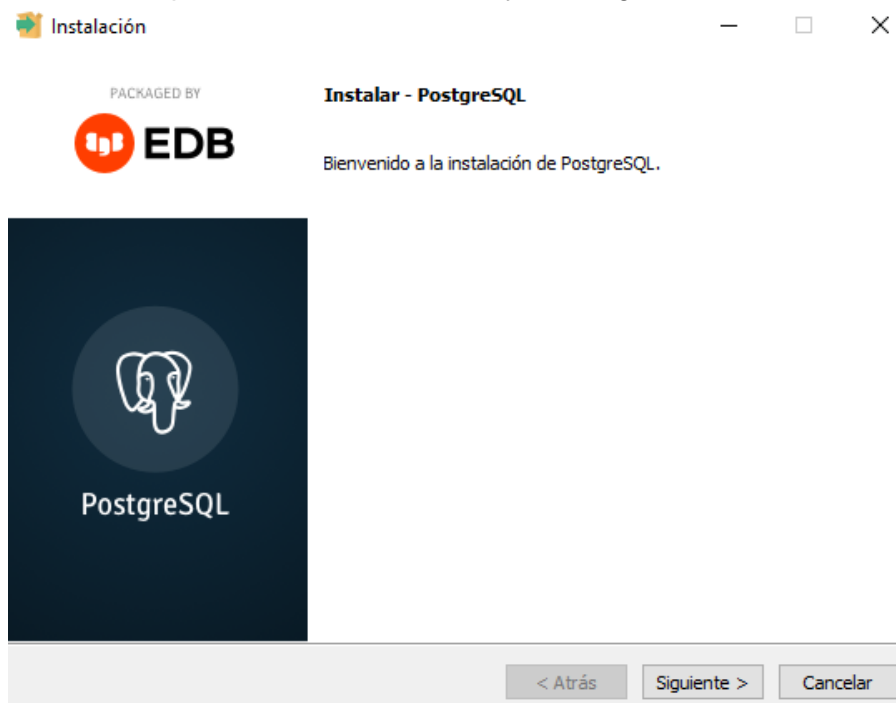 Instalación
PACKAGED BY
EDB
Instalar - PostgreSQL
Bienvenido a la instalación de PostgreSQL.
PostgreSQL
< Atrás
Siguiente >
Cancelar